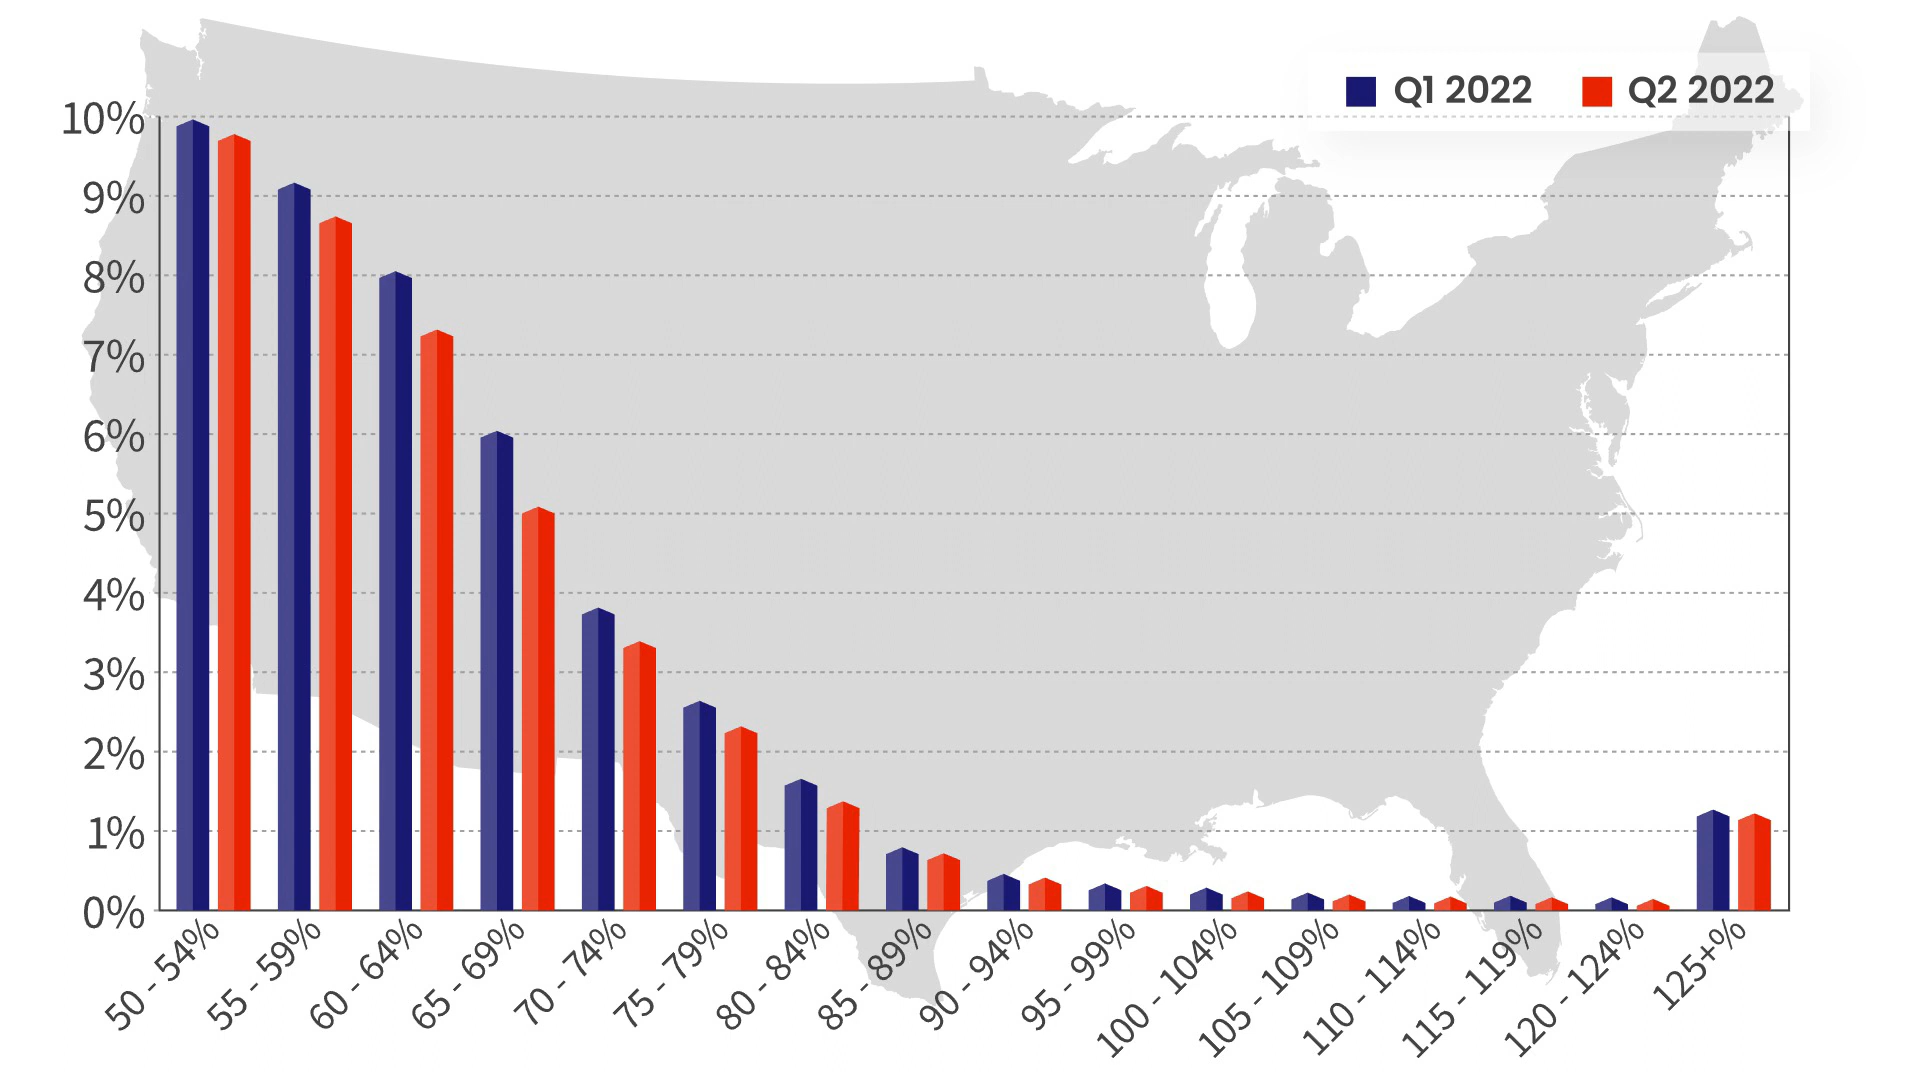 Q1 2022
Q2 2022
10%
9%
8%
7%
6%
5%
4%
3%
2%
1%
0%
50 - 54%
55 - 59%
60 - 64%
65 - 69%
70 - 74%
75 - 79%
80 - 84%
85 - 89%
90 - 94%
95 - 99%
100 - 104%
105 - 109%
110 - 114%
115 - 119%
120 - 124%
125+%